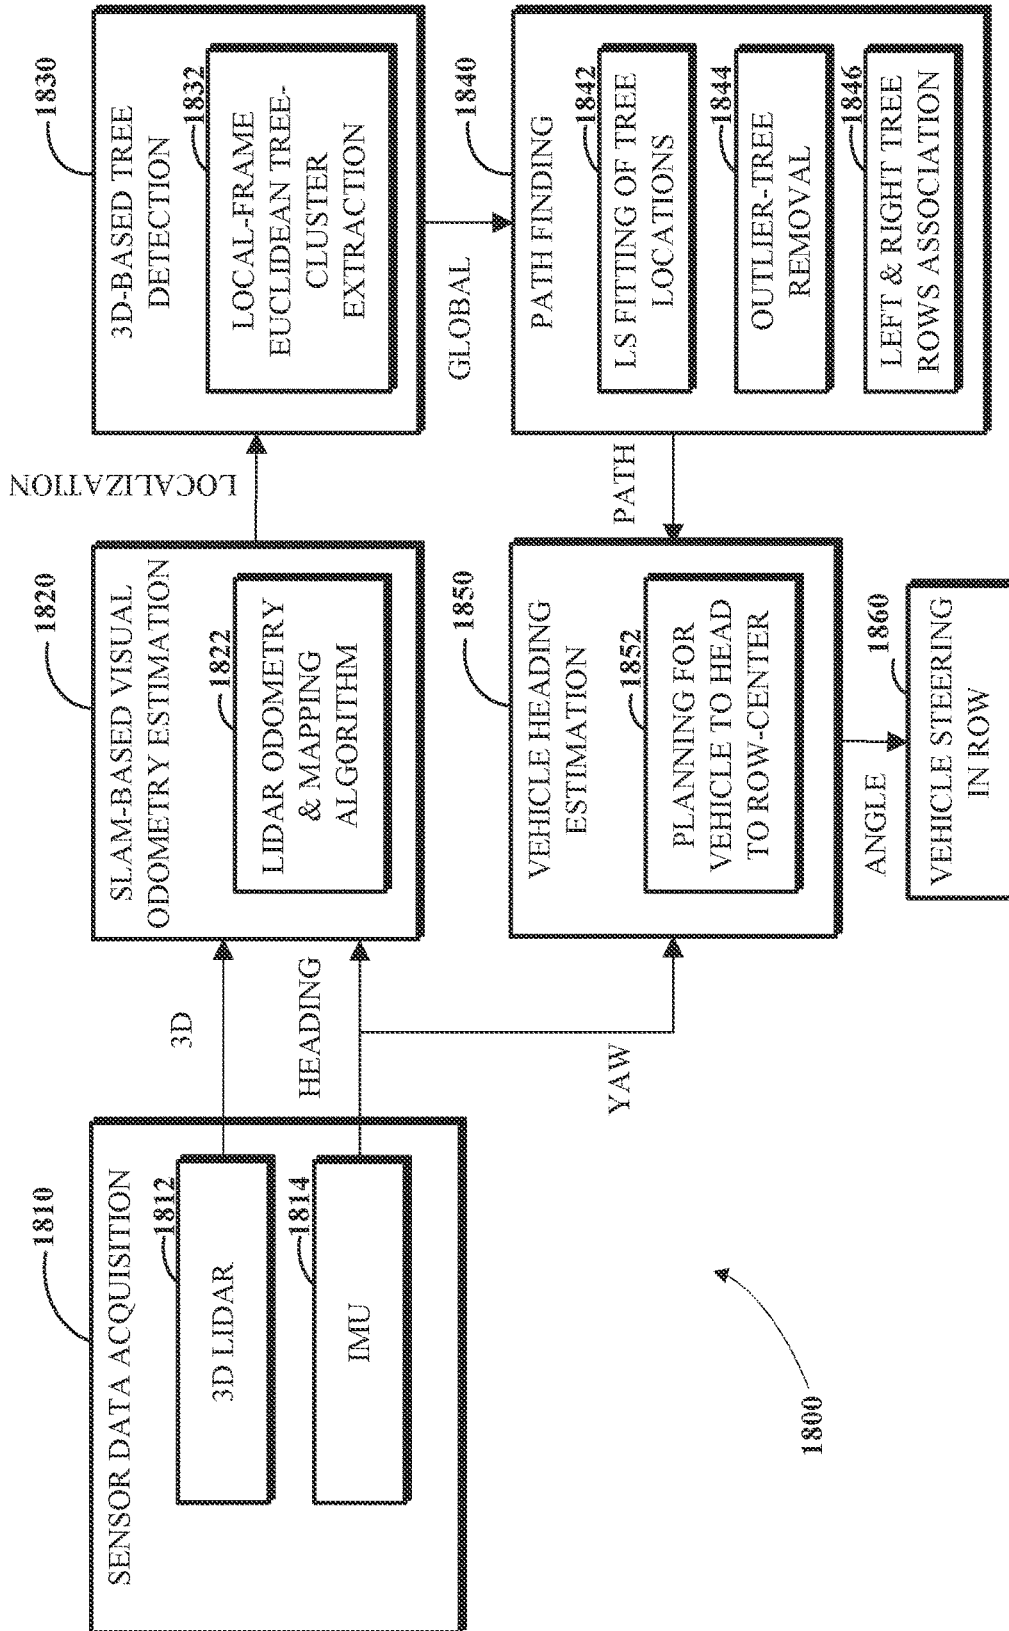 SENSOR DATA ACQUISITION
1810
3D LIDAR
1812
IMU
1814
3D
HEADING
YAW
SLAM-BASED VISUAL
ODOMETRY ESTIMATION
1820
LIDAR ODOMETRY
& MAPPING
ALGORITHM
1822
LOCALIZATION
3D-BASED TREE
DETECTION
1830
LOCAL-FRAME
EUCLIDEAN TREE-
CLUSTER
EXTRACTION
1832
GLOBAL
PATH FINDING
1840
LS FITTING OF TREE
LOCATIONS
1842
OUTLIER-TREE
REMOVAL
1844
LEFT & RIGHT TREE
ROWS ASSOCIATION
1846
PATH
VEHICLE HEADING
ESTIMATION
1850
PLANNING FOR
VEHICLE TO HEAD
TO ROW-CENTER
1852
ANGLE
VEHICLE STEERING
IN ROW
1860
1800